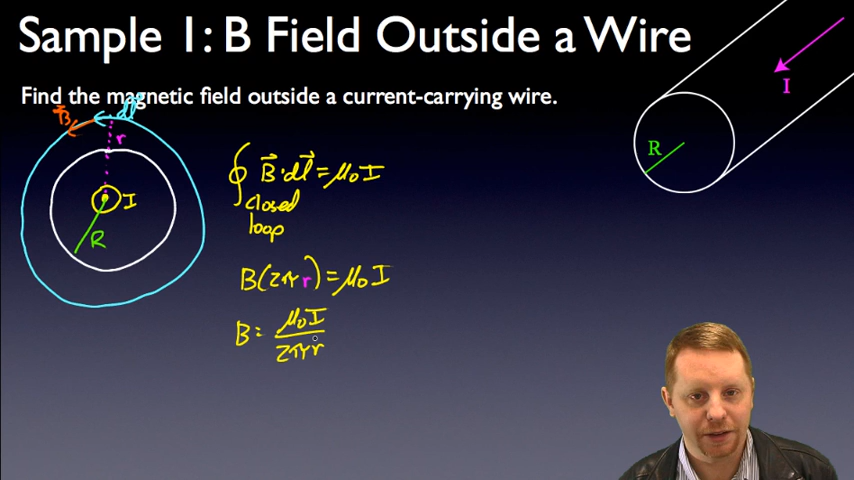 Sample 1: B Field Outside a Wire
Find the magnetic field outside a current-carrying wire.
B⃗ dl⃗
r
I
R
∮ B⃗·dl⃗ = μ₀I
closed
loop
B(2πr) = μ₀I
B = μ₀I / 2πr
I
R